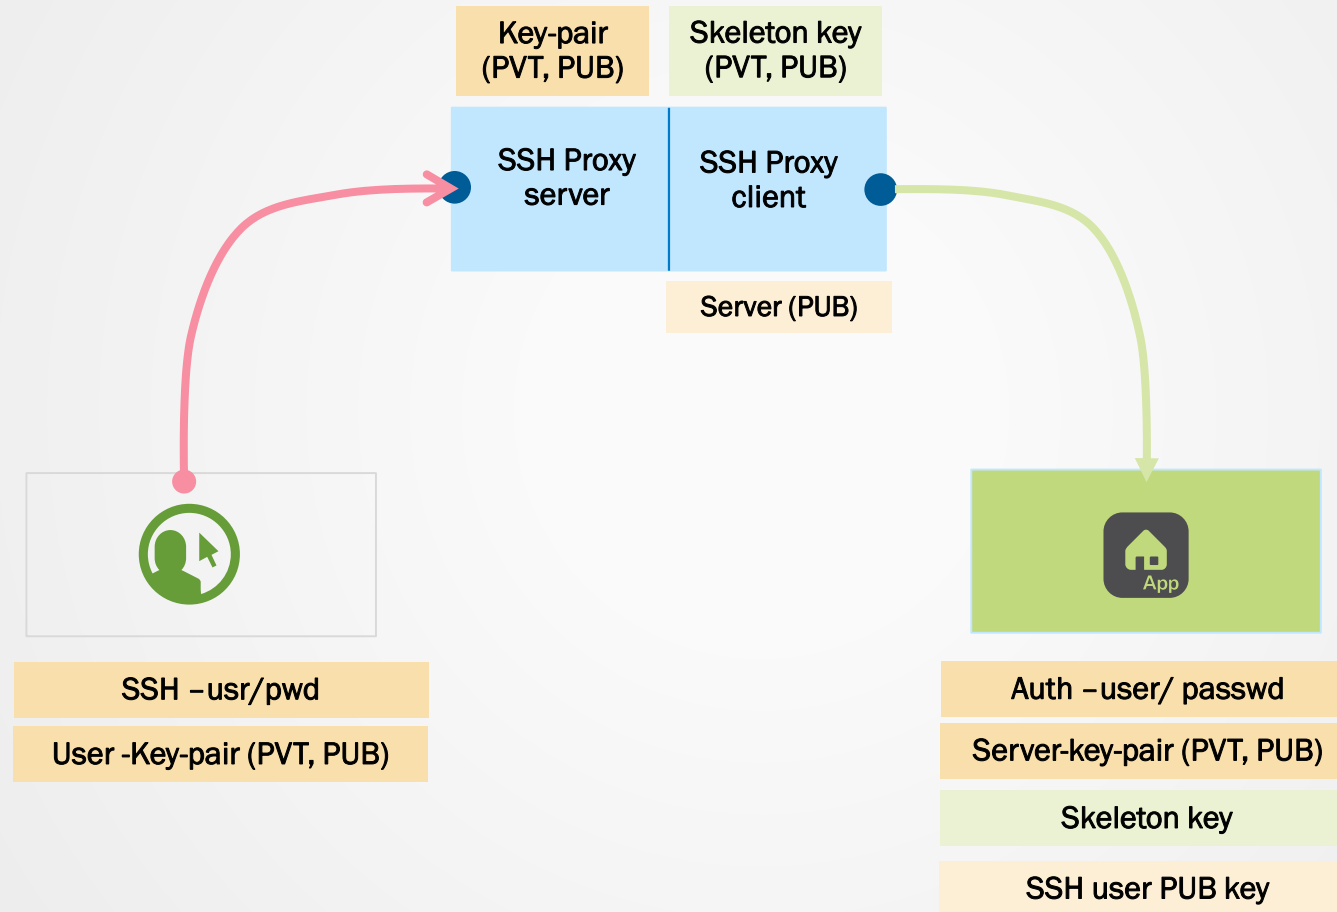 Key-pair
(PVT, PUB)
Skeleton key
(PVT, PUB)
SSH Proxy
server
SSH Proxy
client
Server (PUB)
App
SSH –usr/pwd
User -Key-pair (PVT, PUB)
Auth –user/ passwd
Server-key-pair (PVT, PUB)
Skeleton key
SSH user PUB key